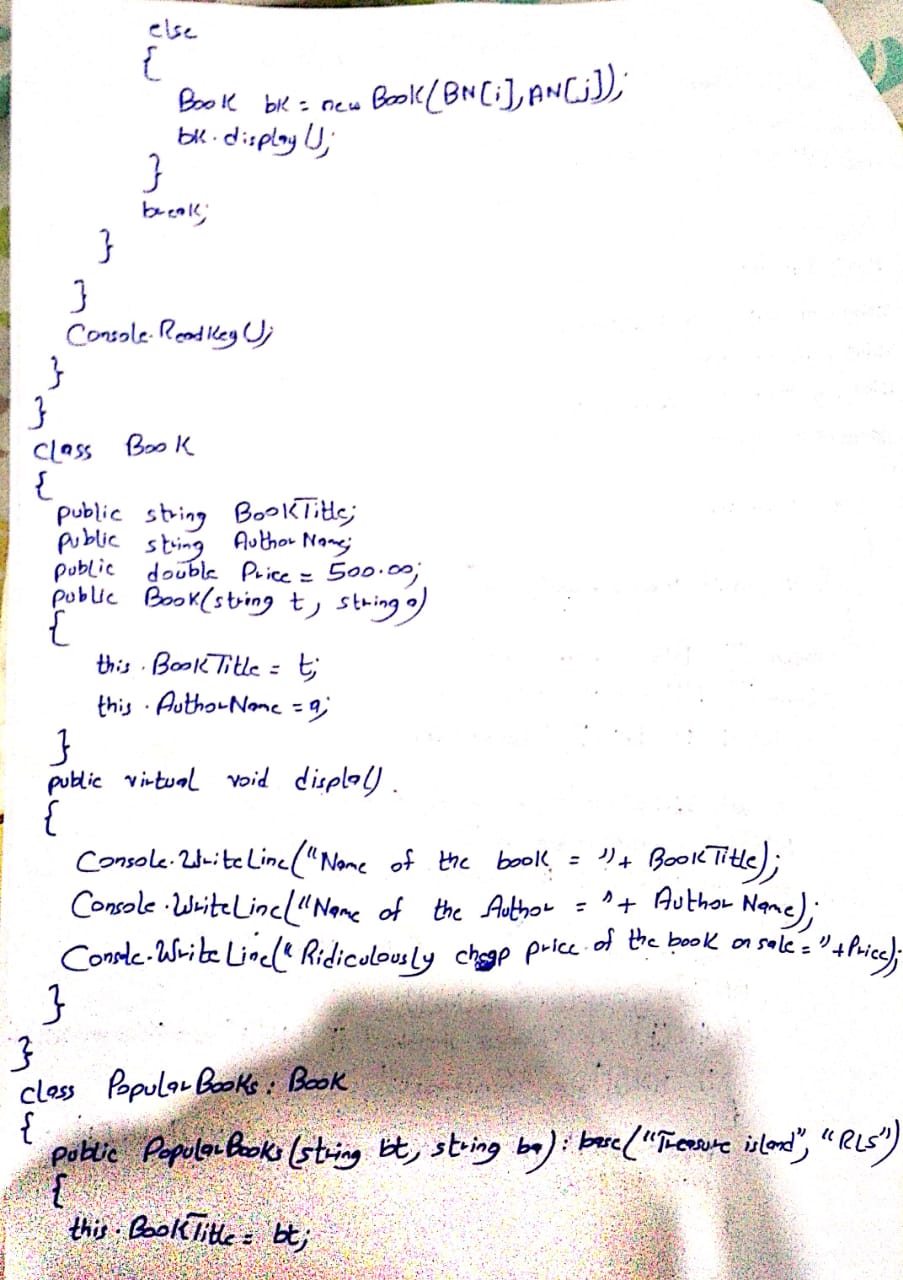 else
{
Book bk = new Book(BN[i],AN[j]);
bk.display();
}
break;
}
}
Console.ReadKey();
}
}
class Book
{
public string BookTitle;
public string AuthorName;
public double Price = 500.00;
public Book(string t, string a)
{
this.BookTitle = t;
this.AuthorName = a;
}
public virtual void displa().
{
Console.WriteLine("Name of the book = "+ BookTitle);
Console.WriteLine("Name of the Author = "+ Author Name);
Console.WriteLine("Ridiculously cheap price of the book on sale = "+Price);
}
}
class PopularBooks : Book
{
public PopularBooks (string bt, string ba) : base("Treasure island", "RLS")
{
this.BookTitle = bt;